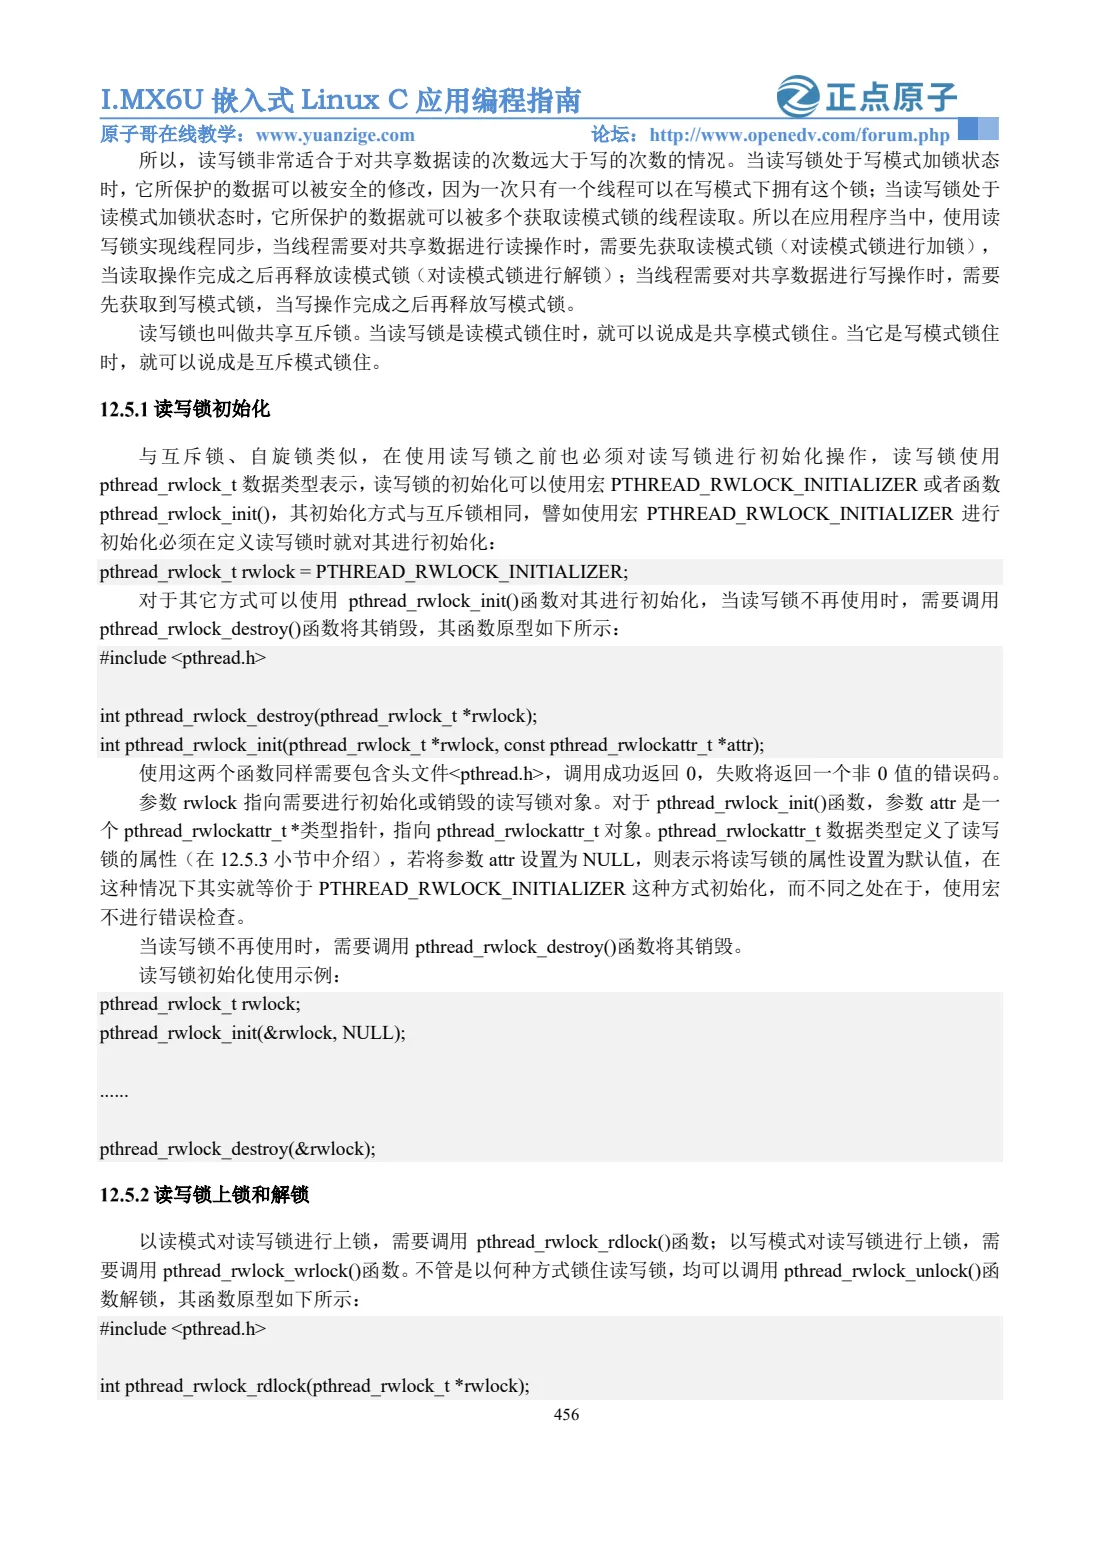 I.MX6U 嵌入式 Linux C 应用编程指南
正点原子
原子哥在线教学：www.yuanzige.com 论坛：http://www.openedv.com/forum.php
所以，读写锁非常适合于对共享数据读的次数远大于写的次数的情况。当读写锁处于写模式加锁状态
时，它所保护的数据可以被安全的修改，因为一次只有一个线程可以在写模式下拥有这个锁；当读写锁处于
读模式加锁状态时，它所保护的数据就可以被多个获取读模式锁的线程读取。所以在应用程序当中，使用读
写锁实现线程同步，当线程需要对共享数据进行读操作时，需要先获取读模式锁（对读模式锁进行加锁），
当读取操作完成之后再释放读模式锁（对读模式锁进行解锁）；当线程需要对共享数据进行写操作时，需要
先获取到写模式锁，当写操作完成之后再释放写模式锁。
读写锁也叫做共享互斥锁。当读写锁是读模式锁住时，就可以说成是共享模式锁住。当它是写模式锁住
时，就可以说成是互斥模式锁住。
12.5.1 读写锁初始化
与互斥锁、自旋锁类似，在使用读写锁之前也必须对读写锁进行初始化操作，读写锁使用
pthread_rwlock_t 数据类型表示，读写锁的初始化可以使用宏 PTHREAD_RWLOCK_INITIALIZER 或者函数
pthread_rwlock_init()，其初始化方式与互斥锁相同，譬如使用宏 PTHREAD_RWLOCK_INITIALIZER 进行
初始化必须在定义读写锁时就对其进行初始化：
pthread_rwlock_t rwlock = PTHREAD_RWLOCK_INITIALIZER;
对于其它方式可以使用 pthread_rwlock_init()函数对其进行初始化，当读写锁不再使用时，需要调用
pthread_rwlock_destroy()函数将其销毁，其函数原型如下所示：
#include <pthread.h>
int pthread_rwlock_destroy(pthread_rwlock_t *rwlock);
int pthread_rwlock_init(pthread_rwlock_t *rwlock, const pthread_rwlockattr_t *attr);
使用这两个函数同样需要包含头文件<pthread.h>，调用成功返回 0，失败将返回一个非 0 值的错误码。
参数 rwlock 指向需要进行初始化或销毁的读写锁对象。对于 pthread_rwlock_init()函数，参数 attr 是一
个 pthread_rwlockattr_t *类型指针，指向 pthread_rwlockattr_t 对象。pthread_rwlockattr_t 数据类型定义了读写
锁的属性（在 12.5.3 小节中介绍），若将参数 attr 设置为 NULL，则表示将读写锁的属性设置为默认值，在
这种情况下其实就等价于 PTHREAD_RWLOCK_INITIALIZER 这种方式初始化，而不同之处在于，使用宏
不进行错误检查。
当读写锁不再使用时，需要调用 pthread_rwlock_destroy()函数将其销毁。
读写锁初始化使用示例：
pthread_rwlock_t rwlock;
pthread_rwlock_init(&rwlock, NULL);
......
pthread_rwlock_destroy(&rwlock);
12.5.2 读写锁上锁和解锁
以读模式对读写锁进行上锁，需要调用 pthread_rwlock_rdlock()函数；以写模式对读写锁进行上锁，需
要调用 pthread_rwlock_wrlock()函数。不管是以何种方式锁住读写锁，均可以调用 pthread_rwlock_unlock()函
数解锁，其函数原型如下所示：
#include <pthread.h>
int pthread_rwlock_rdlock(pthread_rwlock_t *rwlock);
456